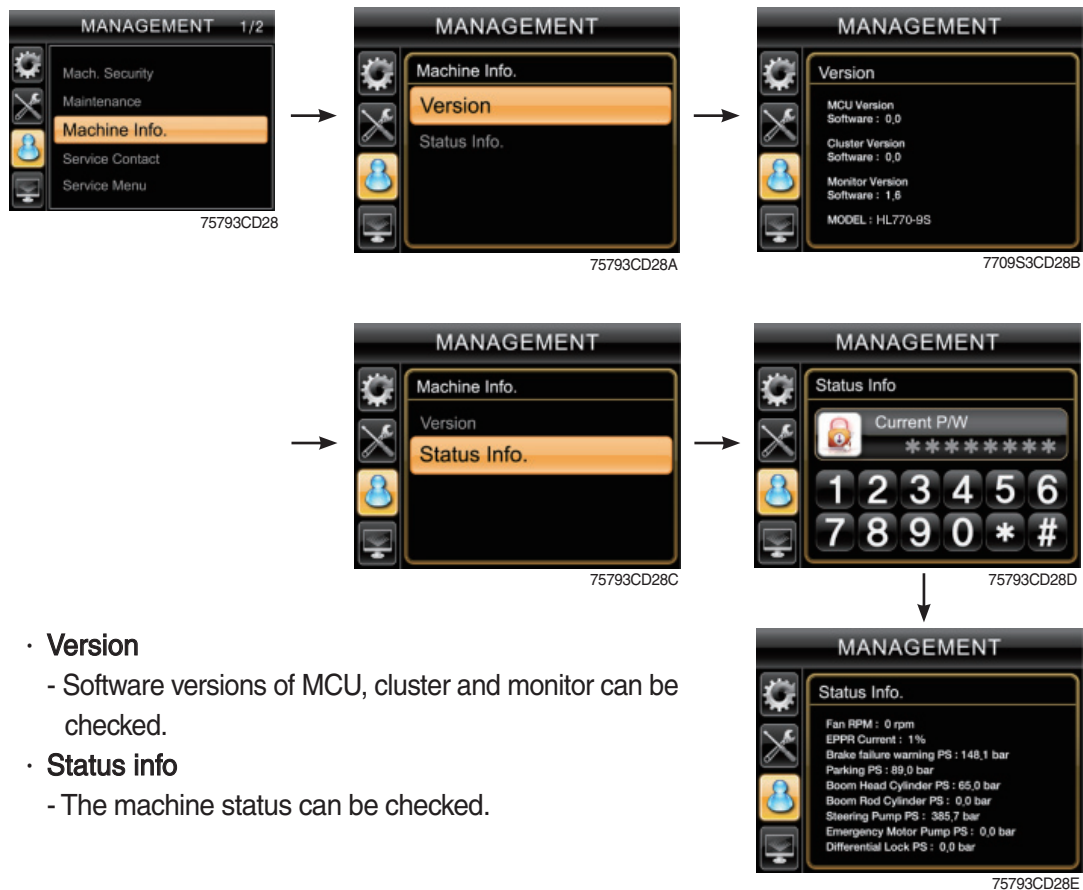 MANAGEMENT 1/2
Mach. Security
Maintenance
Machine Info.
Service Contact
Service Menu
75793CD28
MANAGEMENT
Machine Info.
Version
Status Info.
75793CD28A
MANAGEMENT
Version
MCU Version
Software : 0,0
Cluster Version
Software : 0,0
Monitor Version
Software : 1,6
MODEL : HL770-9S
7709S3CD28B
MANAGEMENT
Machine Info.
Version
Status Info.
75793CD28C
MANAGEMENT
Status Info
Current P/W
********
1 2 3 4 5 6
7 8 9 0 * #
75793CD28D
· Version
- Software versions of MCU, cluster and monitor can be
checked.
· Status info
- The machine status can be checked.
MANAGEMENT
Status Info.
Fan RPM : 0 rpm
EPPR Current : 1%
Brake failure warning PS : 148,1 bar
Parking PS : 89,0 bar
Boom Head Cylinder PS : 65,0 bar
Boom Rod Cylinder PS : 0,0 bar
Steering Pump PS : 385,7 bar
Emergency Motor Pump PS : 0,0 bar
Differential Lock PS : 0,0 bar
75793CD28E